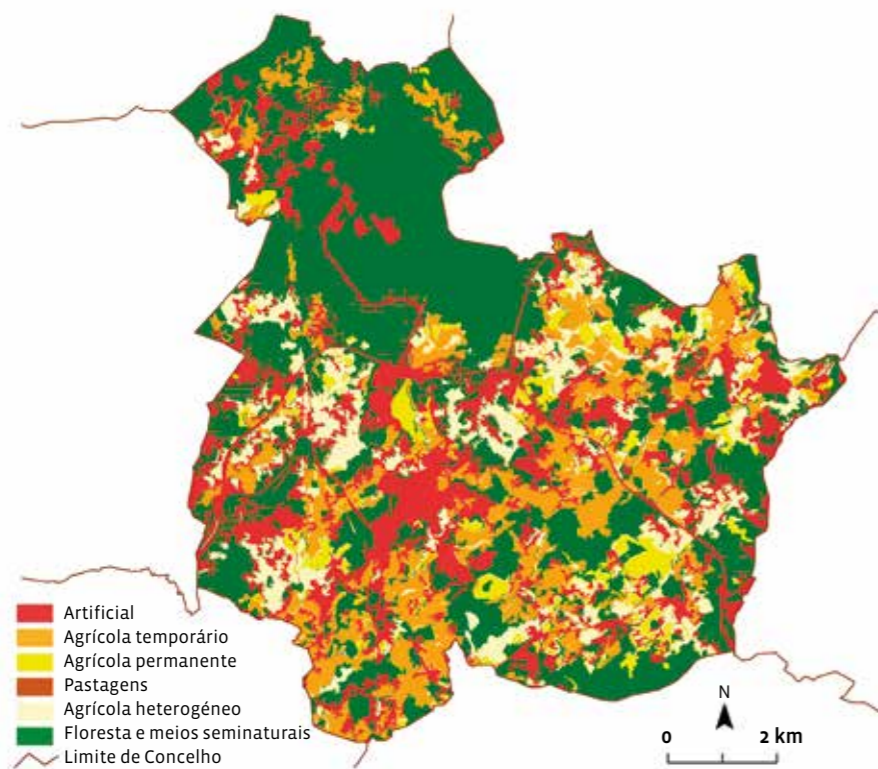 Artificial
Agrícola temporário
Agrícola permanente
Pastagens
Agrícola heterogéneo
Floresta e meios seminaturais
Limite de Concelho
N
0 2 km